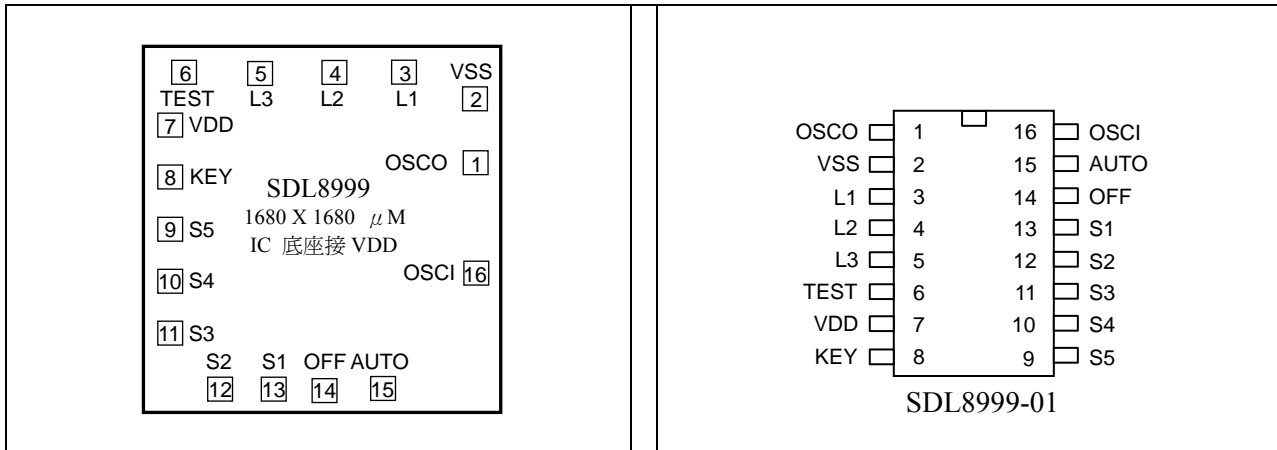 6 5 4 3 VSS
TEST L3 L2 L1 2
7 VDD
OSCO 1
8 KEY
SDL8999
1680 X 1680 μM
9 S5
IC 底座接 VDD
OSCI 16
10 S4
11 S3
S2 S1 OFF AUTO
12 13 14 15
OSCO 1 16 OSCI
VSS 2 15 AUTO
L1 3 14 OFF
L2 4 13 S1
L3 5 12 S2
TEST 6 11 S3
VDD 7 10 S4
KEY 8 9 S5
SDL8999-01